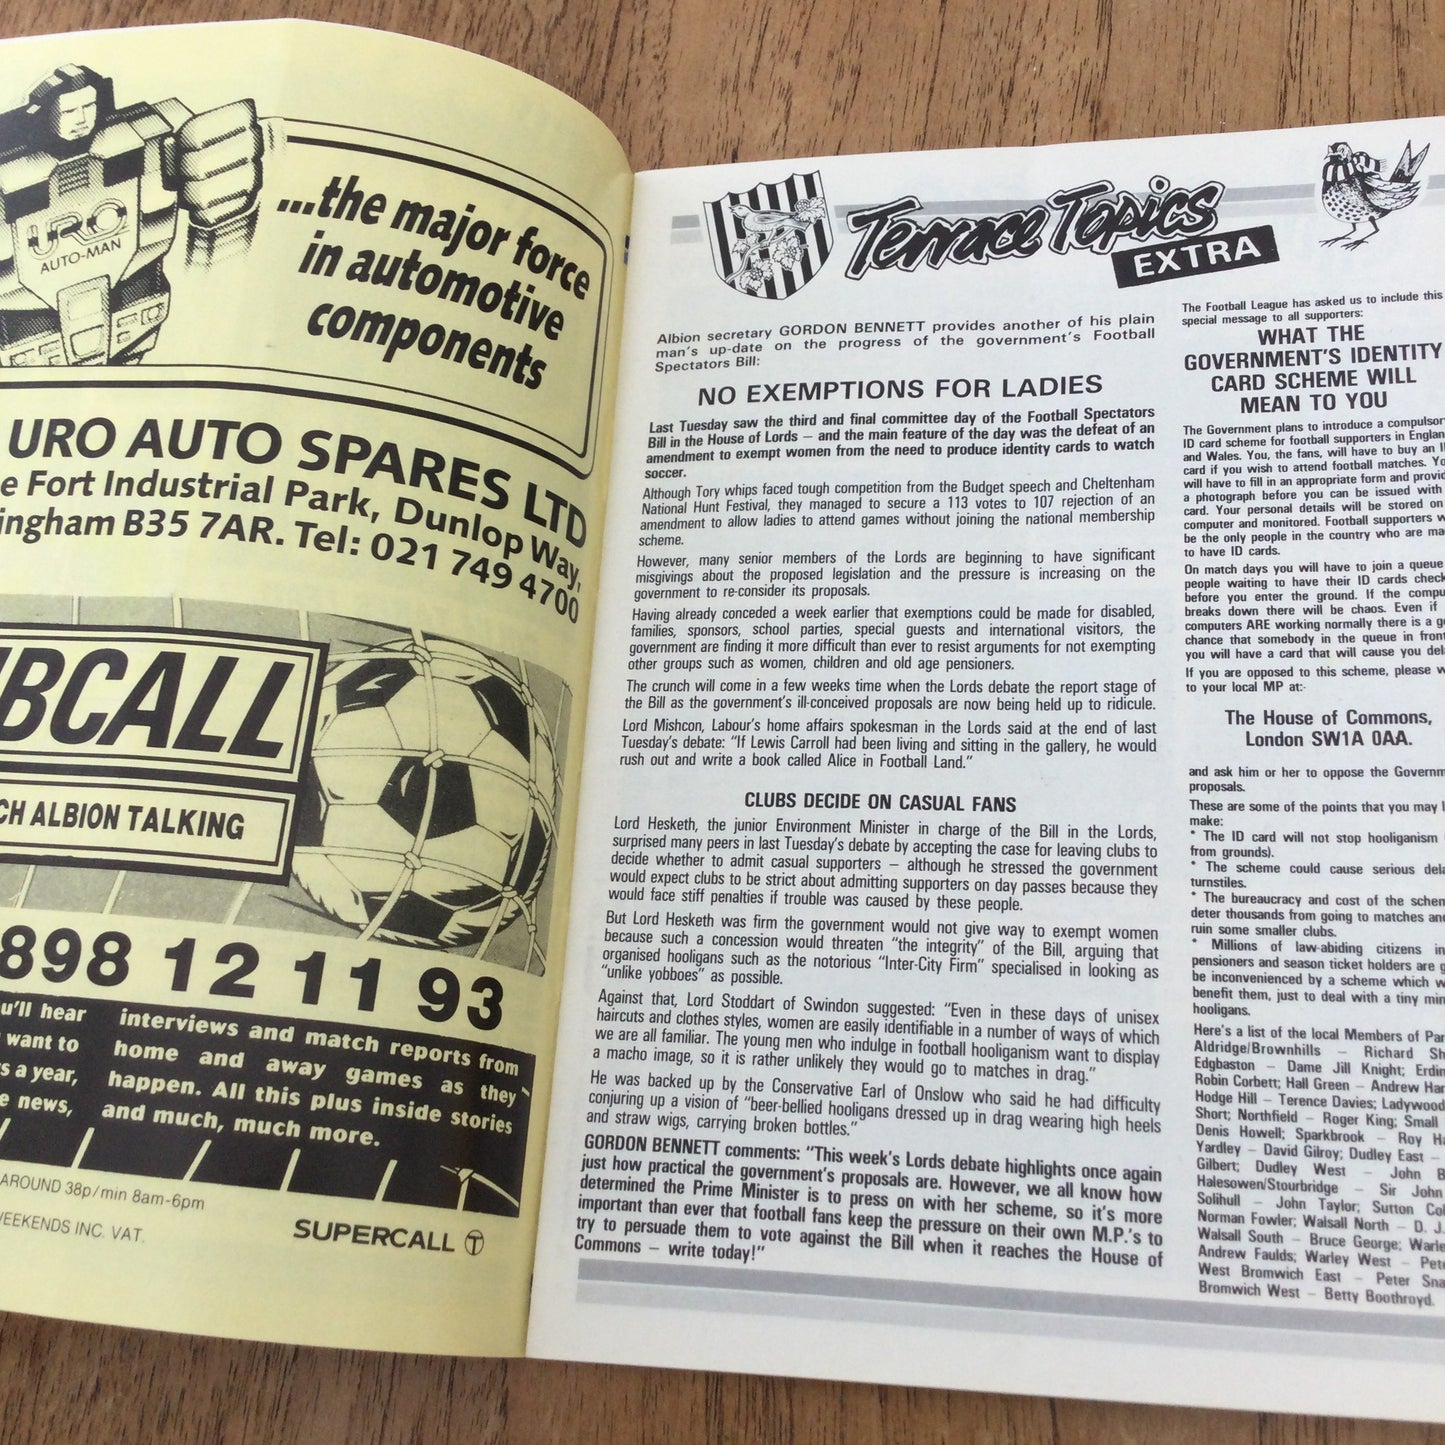 URO
AUTO-MAN
...the major force
in automotive
components
URO AUTO SPARES LTD
Fort Industrial Park, Dunlop Way,
B35 7AR. Tel: 021 749 4700
ALBION TALKING
898 12 11 93
hear
want to
a year,
news,
interviews and match reports from
home and away games as they
happen. All this plus inside stories
and much, much more.
AROUND 38p/min 8am-6pm
WEEKENDS INC. VAT.
SUPERCALL T
Terrace Topics
EXTRA
Albion secretary GORDON BENNETT provides another of his plain
man's up-date on the progress of the government's Football
Spectators Bill:
NO EXEMPTIONS FOR LADIES
Last Tuesday saw the third and final committee day of the Football Spectators
Bill in the House of Lords – and the main feature of the day was the defeat of an
amendment to exempt women from the need to produce identity cards to watch
soccer.
Although Tory whips faced tough competition from the Budget speech and Cheltenham
National Hunt Festival, they managed to secure a 113 votes to 107 rejection of an
amendment to allow ladies to attend games without joining the national membership
scheme.
However, many senior members of the Lords are beginning to have significant
misgivings about the proposed legislation and the pressure is increasing on the
government to re-consider its proposals.
Having already conceded a week earlier that exemptions could be made for disabled,
families, sponsors, school parties, special guests and international visitors, the
government are finding it more difficult than ever to resist arguments for not exempting
other groups such as women, children and old age pensioners.
The crunch will come in a few weeks time when the Lords debate the report stage of
the Bill as the government's ill-conceived proposals are now being held up to ridicule.
Lord Mishcon, Labour's home affairs spokesman in the Lords said at the end of last
Tuesday's debate: "If Lewis Carroll had been living and sitting in the gallery, he would
rush out and write a book called Alice in Football Land."
CLUBS DECIDE ON CASUAL FANS
Lord Hesketh, the junior Environment Minister in charge of the Bill in the Lords,
surprised many peers in last Tuesday's debate by accepting the case for leaving clubs to
decide whether to admit casual supporters – although he stressed the government
would expect clubs to be strict about admitting supporters on day passes because they
would face stiff penalties if trouble was caused by these people.
But Lord Hesketh was firm the government would not give way to exempt women
because such a concession would threaten "the integrity" of the Bill, arguing that
organised hooligans such as the notorious "Inter-City Firm" specialised in looking as
"unlike yobboes" as possible.
Against that, Lord Stoddart of Swindon suggested: "Even in these days of unisex
haircuts and clothes styles, women are easily identifiable in a number of ways of which
we are all familiar. The young men who indulge in football hooliganism want to display
a macho image, so it is rather unlikely they would go to matches in drag."
He was backed up by the Conservative Earl of Onslow who said he had difficulty
conjuring up a vision of "beer-bellied hooligans dressed up in drag wearing high heels
and straw wigs, carrying broken bottles."
GORDON BENNETT comments: "This week's Lords debate highlights once again
just how practical the government's proposals are. However, we all know how
determined the Prime Minister is to press on with her scheme, so it's more
important than ever that football fans keep the pressure on their own M.P.'s to
try to persuade them to vote against the Bill when it reaches the House of
Commons – write today!"
The Football League has asked us to include this
special message to all supporters:
WHAT THE
GOVERNMENT'S IDENTITY
CARD SCHEME WILL
MEAN TO YOU
The Government plans to introduce a
ID card scheme for football supporters in England
and Wales. You, the fans, will have to buy an
card if you wish to attend football matches.
will have to fill in an appropriate form and
a photograph before you can be issued with
card. Your personal details will be stored on
computer and monitored. Football supporters
be the only people in the country who are
to have ID cards.
On match days you will have to join a queue
people waiting to have their ID cards
before you enter the ground. If the
breaks down there will be chaos. Even if
computers ARE working normally there is a
chance that somebody in the queue in
you will have a card that will cause you
If you are opposed to this scheme, please
to your local MP at:-
The House of Commons,
London SW1A 0AA.
and ask him or her to oppose the
proposals.
These are some of the points that you may
make:
* The ID card will not stop hooliganism
from grounds).
* The scheme could cause serious
turnstiles.
* The bureaucracy and cost of the
deter thousands from going to matches
ruin some smaller clubs.
* Millions of law-abiding citizens
pensioners and season ticket holders are
be inconvenienced by a scheme which
benefit them, just to deal with a tiny
hooligans.
Here's a list of the local Members of
Aldridge/Brownhills – Richard
Edgbaston – Dame Jill Knight;
Robin Corbett; Hall Green – Andrew
Hodge Hill – Terence Davies;
Short; Northfield – Roger King; Small
Denis Howell; Sparkbrook – Roy
Yardley – David Gilroy; Dudley East –
Gilbert; Dudley West – John
Halesowen/Stourbridge – Sir John
Solihull – John Taylor; Sutton
Norman Fowler; Walsall North – D. J.
Walsall South – Bruce George;
Andrew Faulds; Warley West –
West Bromwich East – Peter
Bromwich West – Betty Boothroyd.